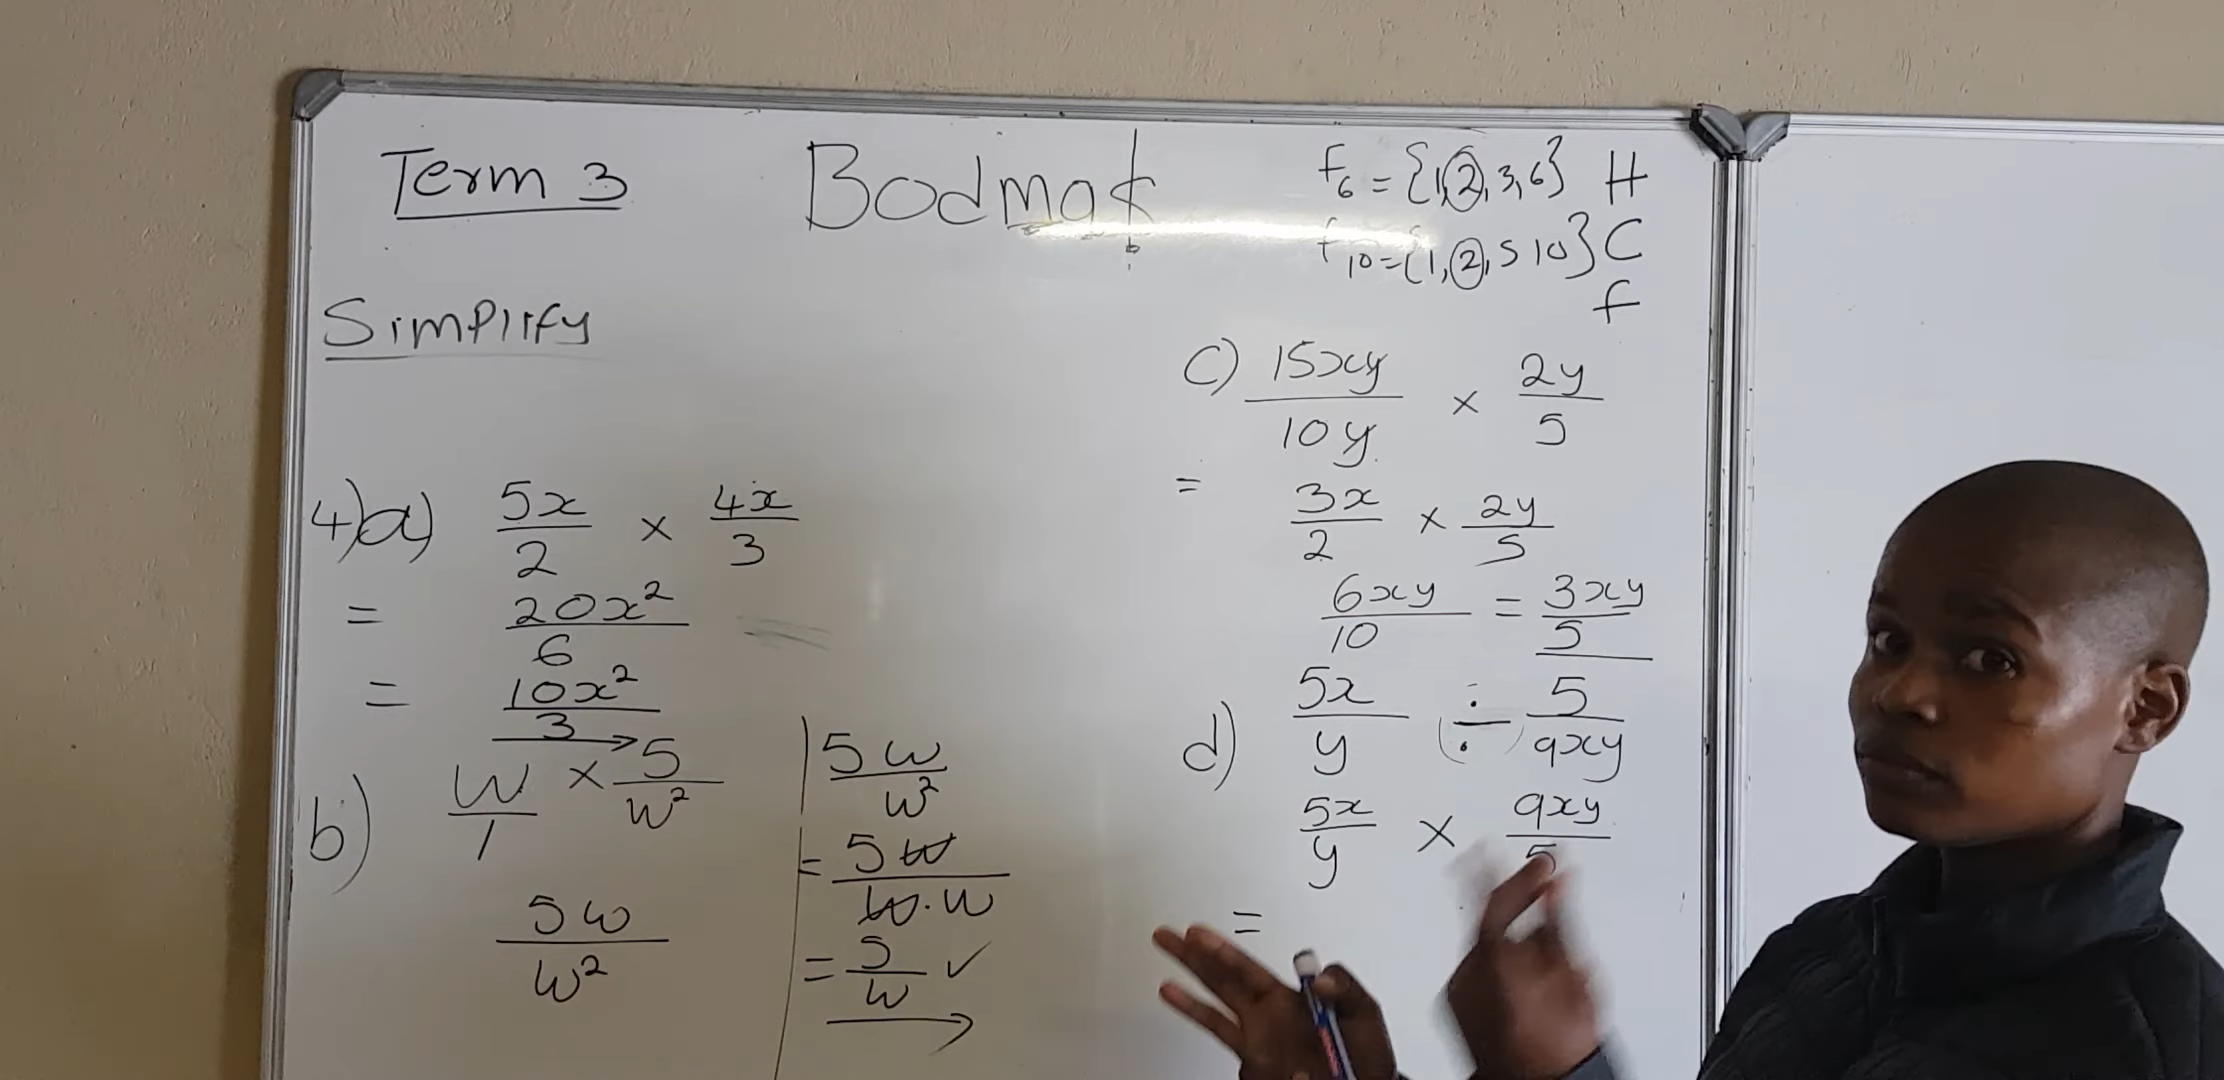 Term 3
Bodmas
f₆ = {1, 2, 3, 6} H
f₁₀ = {1, 2, 5 10} C
f
Simplify
4) a) 5x/2 × 4x/3
= 20x²/6
= 10x²/3
b) w/1 × 5/w²
5w/w²
5w/w²
= 5w/w.w
= 5/w ✓
c) 15xy/10y × 2y/5
= 3x/2 × 2y/5
6xy/10 = 3xy/5
d) 5x/y ÷ 5/9xy
5x/y × 9xy/5
=